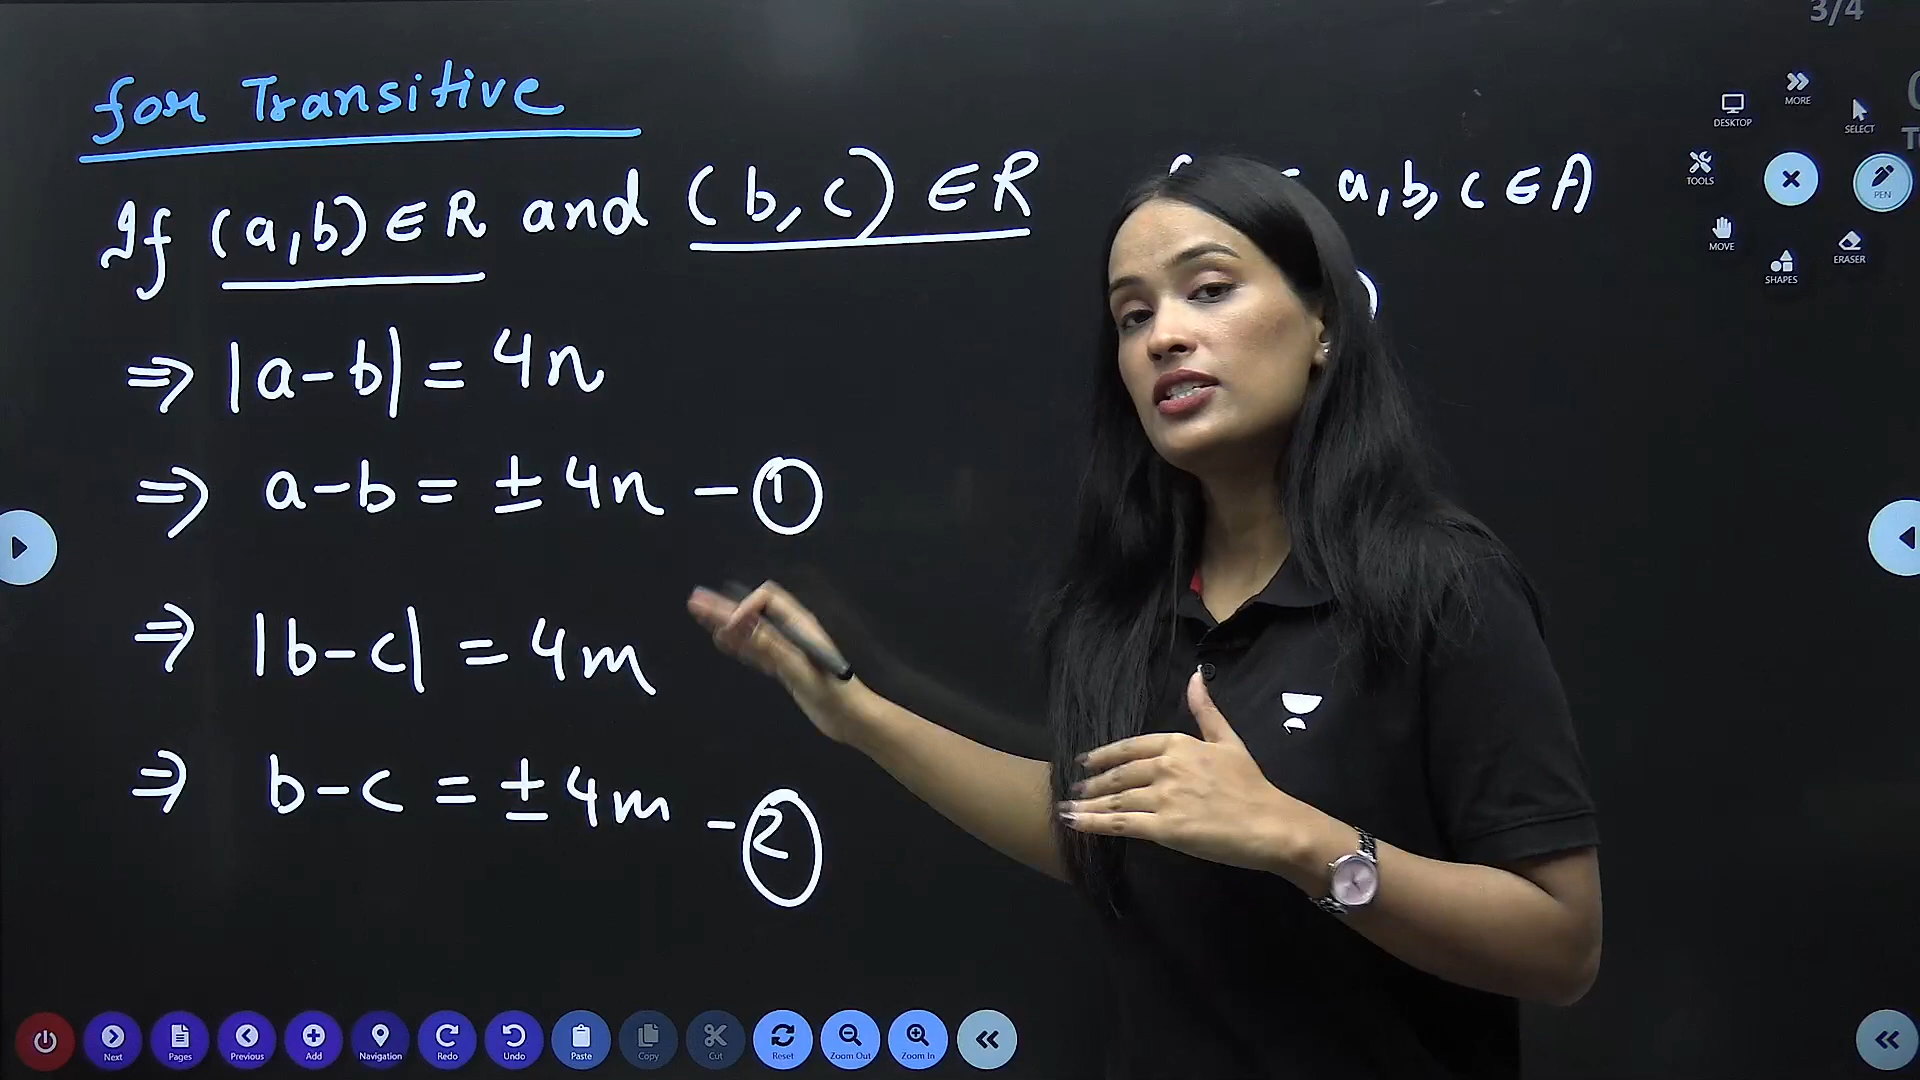 3/4
for Transitive
If (a,b) ∈ R and (b,c) ∈ R a,b,c ∈ A
⇒ |a-b| = 4n
⇒ a-b = ± 4n - ①
⇒ |b-c| = 4m
⇒ b-c = ± 4m - ②
MORE
DESKTOP
SELECT
TOOLS
PEN
MOVE
ERASER
SHAPES
Next Pages Previous Add Navigation Redo Undo Paste Copy Cut Reset Zoom Out Zoom In